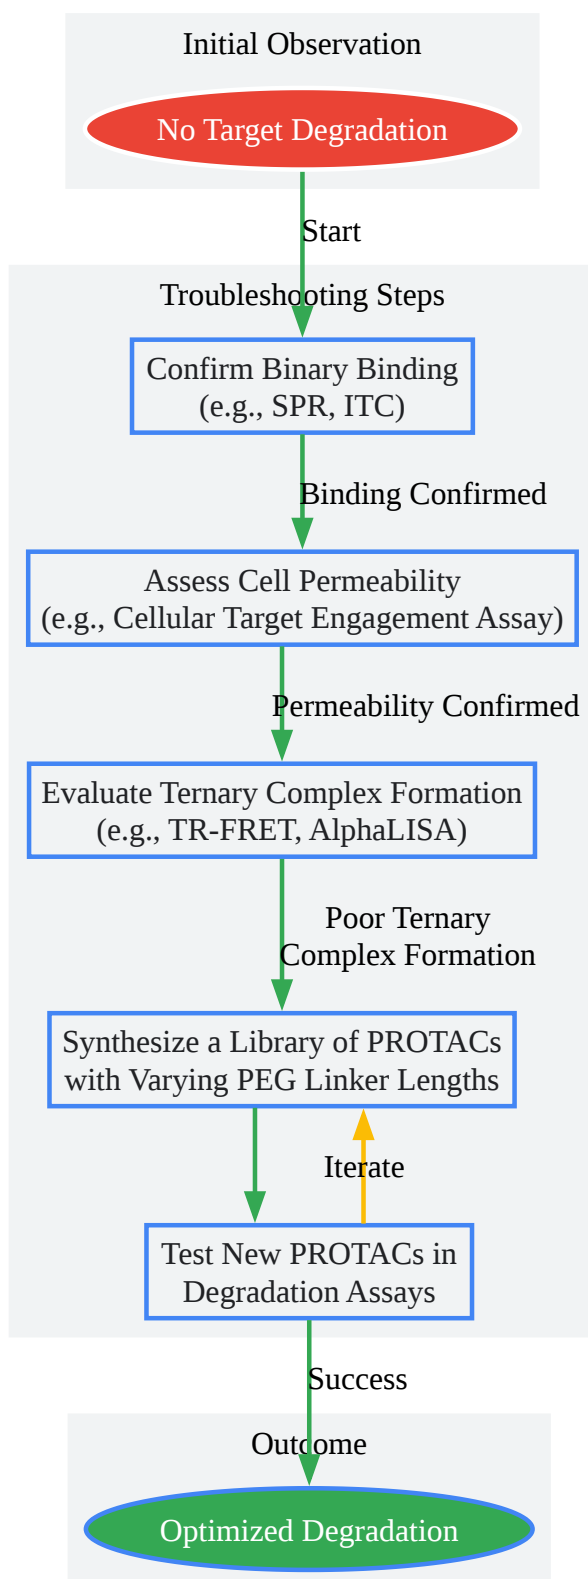 Initial Observation
No Target Degradation
Start
Troubleshooting Steps
Confirm Binary Binding
(e.g., SPR, ITC)
Binding Confirmed
Assess Cell Permeability
(e.g., Cellular Target Engagement Assay)
Permeability Confirmed
Evaluate Ternary Complex Formation
(e.g., TR-FRET, AlphaLISA)
Poor Ternary
Complex Formation
Synthesize a Library of PROTACs
with Varying PEG Linker Lengths
Iterate
Test New PROTACs in
Degradation Assays
Success
Outcome
Optimized Degradation